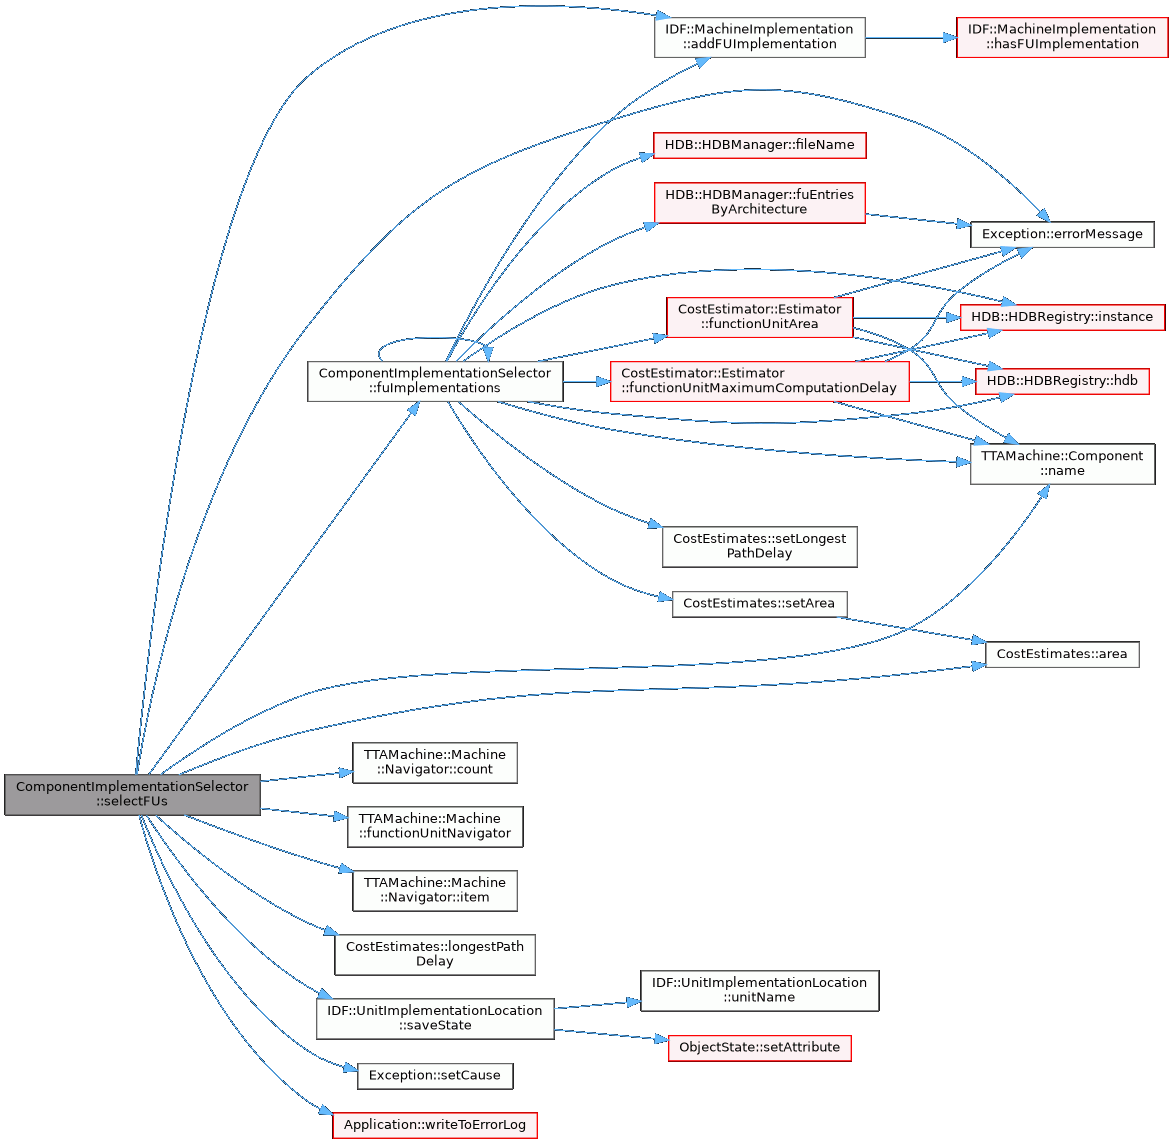 IDF::MachineImplementation
::addFUImplementation
IDF::MachineImplementation
::hasFUImplementation
HDB::HDBManager::fileName
HDB::HDBManager::fuEntries
ByArchitecture
Exception::errorMessage
CostEstimator::Estimator
::functionUnitArea
HDB::HDBRegistry::instance
ComponentImplementationSelector
::fuImplementations
CostEstimator::Estimator
::functionUnitMaximumComputationDelay
HDB::HDBRegistry::hdb
TTAMachine::Component
::name
CostEstimates::setLongest
PathDelay
CostEstimates::setArea
CostEstimates::area
TTAMachine::Machine
::Navigator::count
ComponentImplementationSelector
::selectFUs
TTAMachine::Machine
::functionUnitNavigator
TTAMachine::Machine
::Navigator::item
CostEstimates::longestPath
Delay
IDF::UnitImplementationLocation
::unitName
IDF::UnitImplementationLocation
::saveState
ObjectState::setAttribute
Exception::setCause
Application::writeToErrorLog